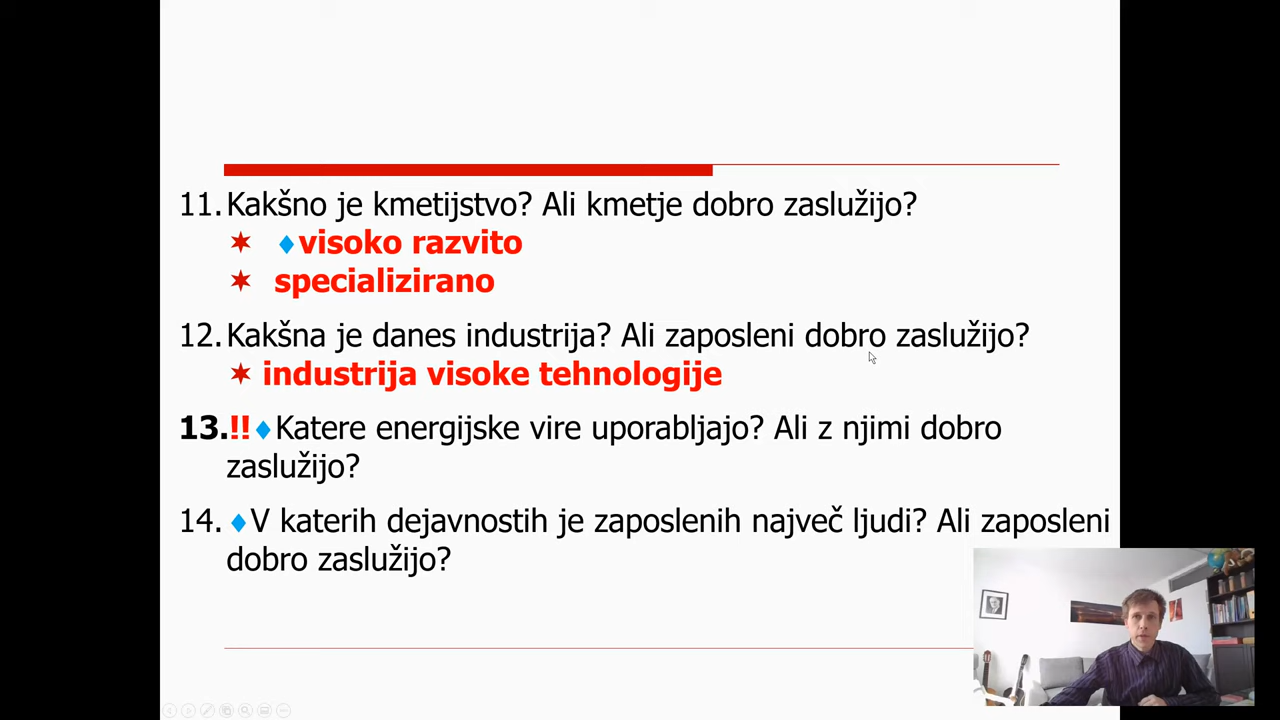 11. Kakšno je kmetijstvo? Ali kmetje dobro zaslužijo?
♦visoko razvito
specializirano
12. Kakšna je danes industrija? Ali zaposleni dobro zaslužijo?
industrija visoke tehnologije
13.!!♦Katere energijske vire uporabljajo? Ali z njimi dobro
zaslužijo?
14. ♦V katerih dejavnostih je zaposlenih največ ljudi? Ali zaposleni
dobro zaslužijo?